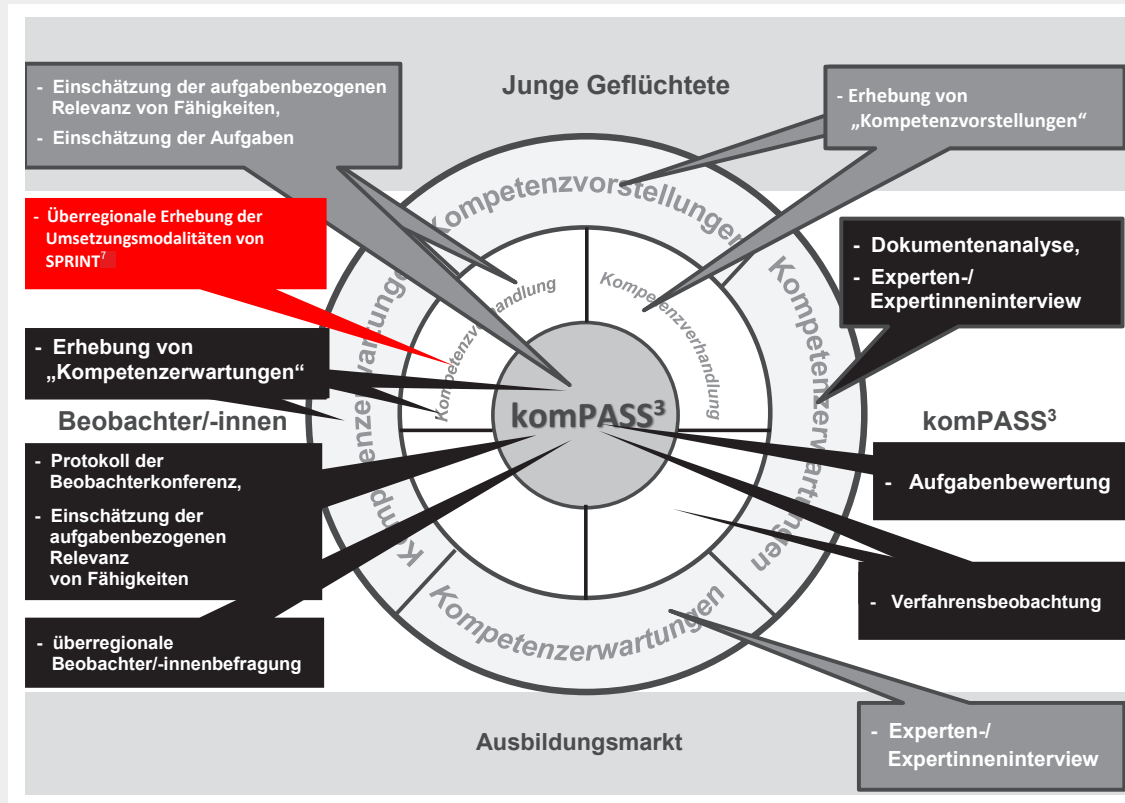 Junge Geflüchtete
- Einschätzung der aufgabenbezogenen
Relevanz von Fähigkeiten,
- Einschätzung der Aufgaben
- Erhebung von
„Kompetenzvorstellungen“
- Überregionale Erhebung der
Umsetzungsmodalitäten von
SPRINT⁷
- Dokumentenanalyse,
- Experten-/
Expertinneninterview
- Erhebung von
„Kompetenzerwartungen“
Beobachter/-innen
- Protokoll der
Beobachterkonferenz,
- Einschätzung der
aufgabenbezogenen
Relevanz
von Fähigkeiten
- überregionale
Beobachter/-innenbefragung
Kompetenzvorstellungen
Kompetenzerwartungen
Kompetenzerwartungen
Kompetenzerwartungen
Kompetenzverhandlung
Kompetenzverhandlung
komPASS³
komPASS³
- Aufgabenbewertung
- Verfahrensbeobachtung
- Experten-/
Expertinneninterview
Ausbildungsmarkt